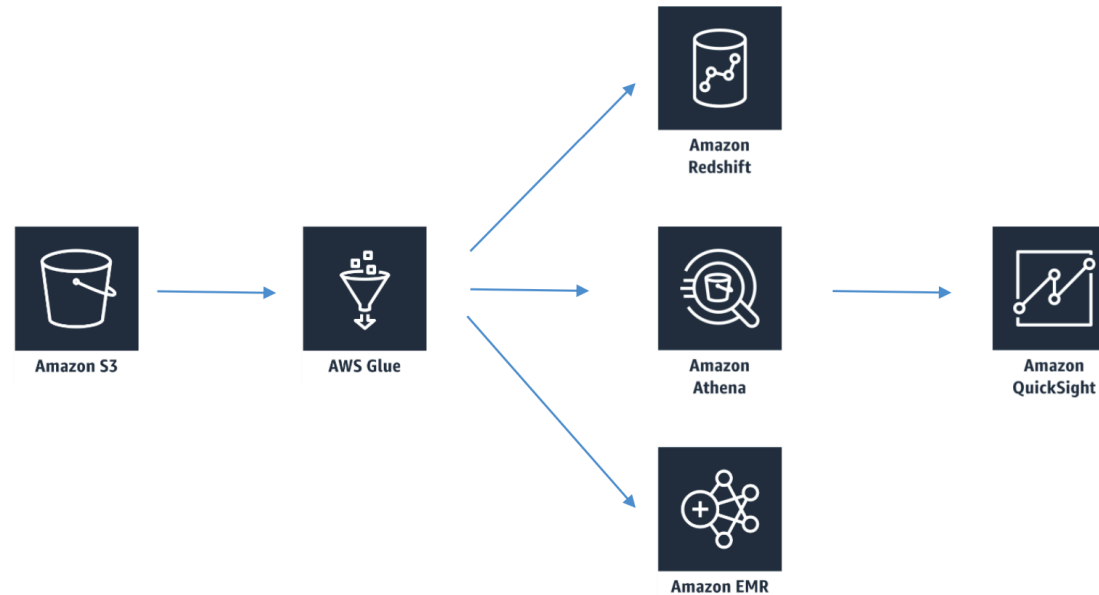 Amazon
Redshift
Amazon S3
AWS Glue
Amazon
Athena
Amazon
QuickSight
Amazon EMR